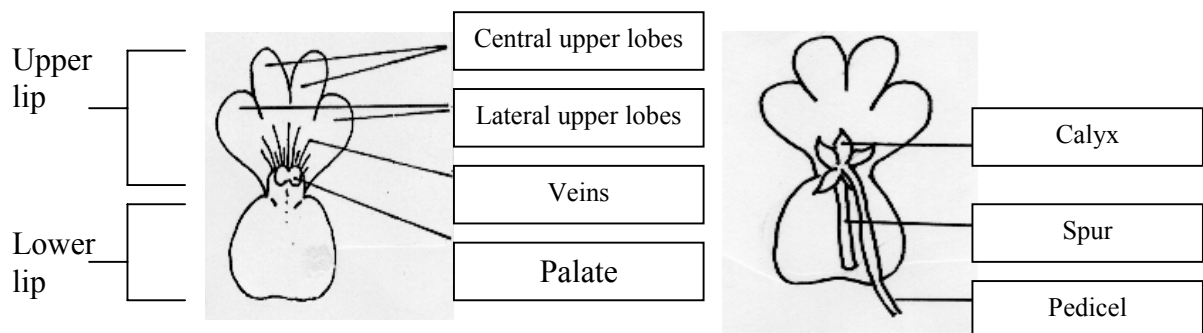 Upper
lip
Lower
lip
Central upper lobes
Lateral upper lobes
Veins
Palate
Calyx
Spur
Pedicel